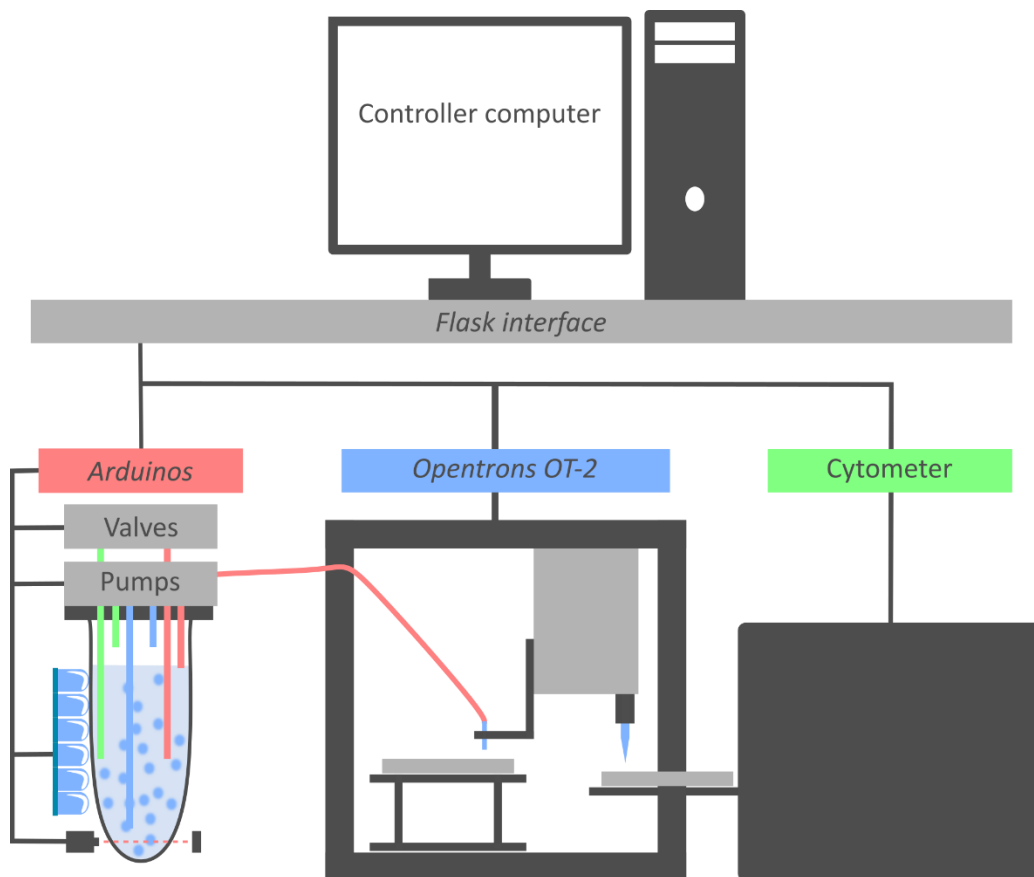 Controller computer
Flask interface
Arduinos
Opentrons OT-2
Cytometer
Valves
Pumps